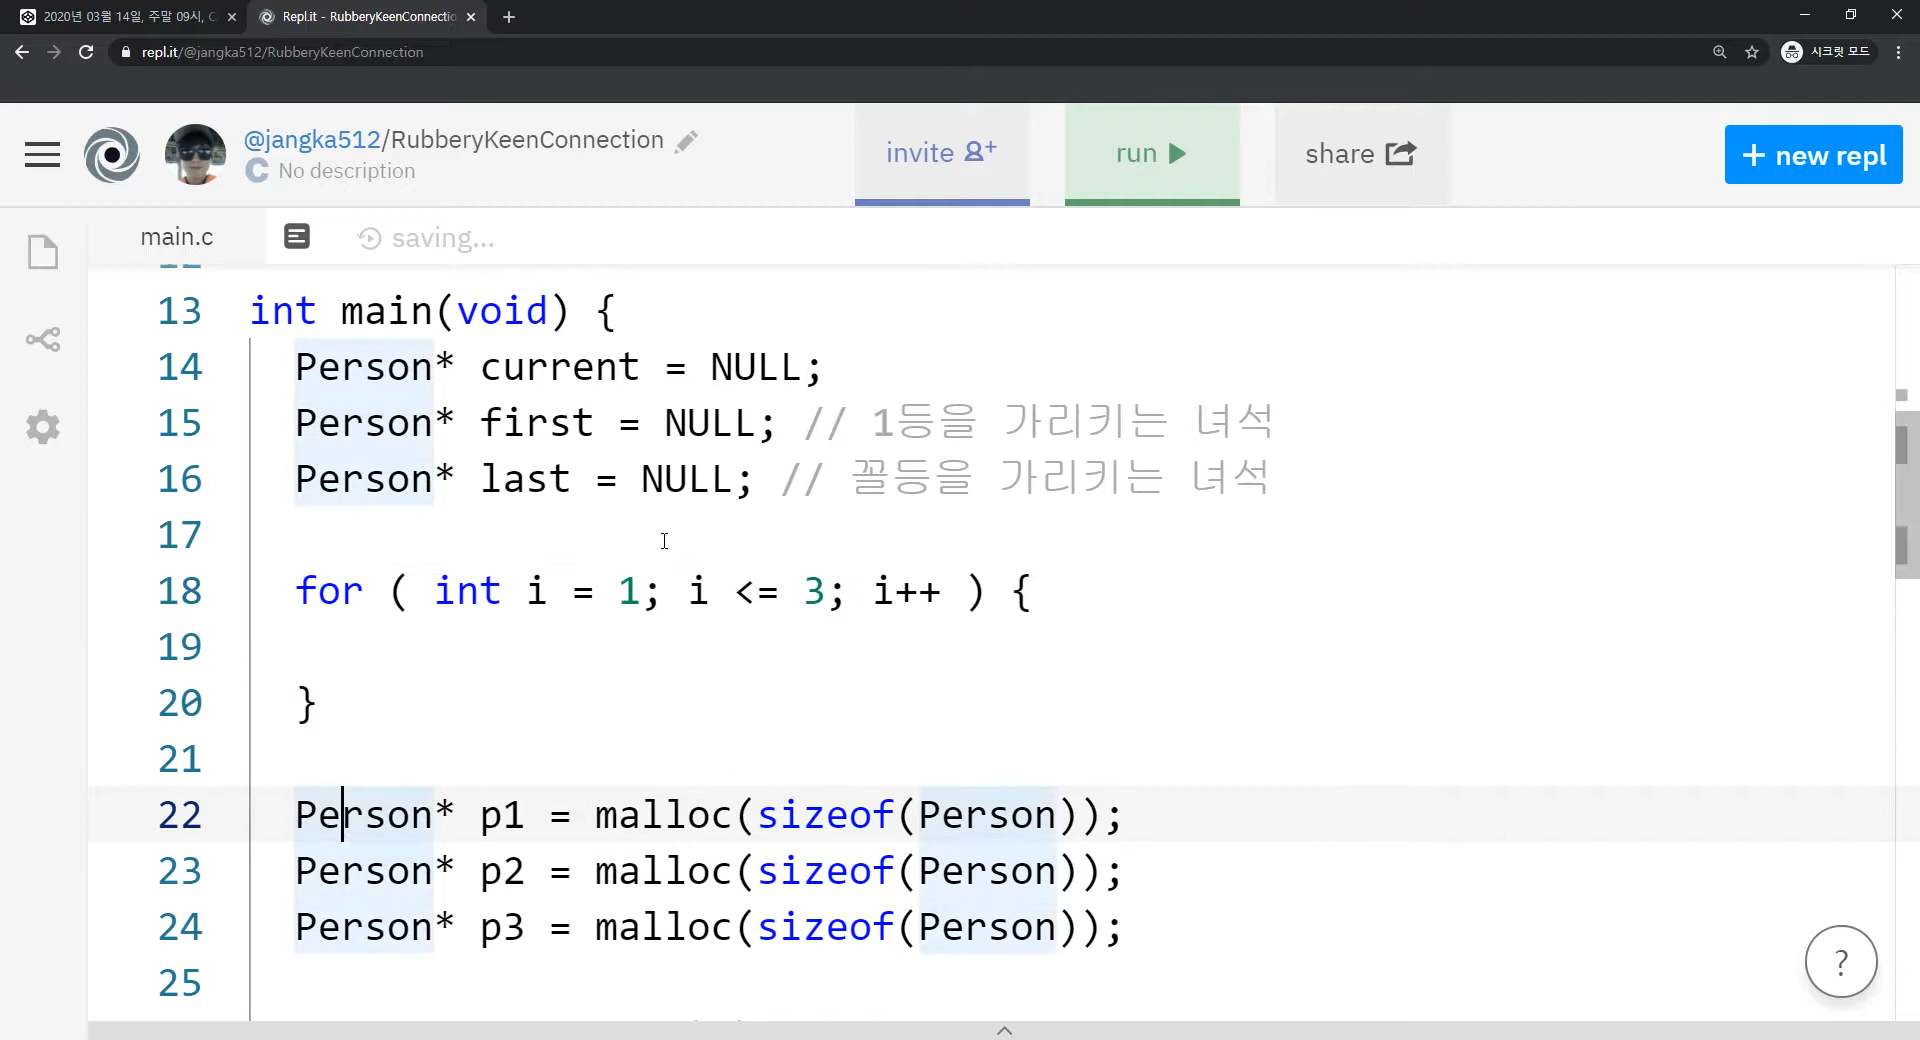 2020년 03월 14일, 주말 09시, C
Repl.it - RubberyKeenConnectio
repl.it/@jangka512/RubberyKeenConnection
시크릿 모드
@jangka512/RubberyKeenConnection
No description
invite
run
share
+ new repl
main.c
saving...
13 int main(void) {
14 Person* current = NULL;
15 Person* first = NULL; // 1등을 가리키는 녀석
16 Person* last = NULL; // 꼴등을 가리키는 녀석
17
18 for ( int i = 1; i <= 3; i++ ) {
19
20 }
21
22 Person* p1 = malloc(sizeof(Person));
23 Person* p2 = malloc(sizeof(Person));
24 Person* p3 = malloc(sizeof(Person));
25
?